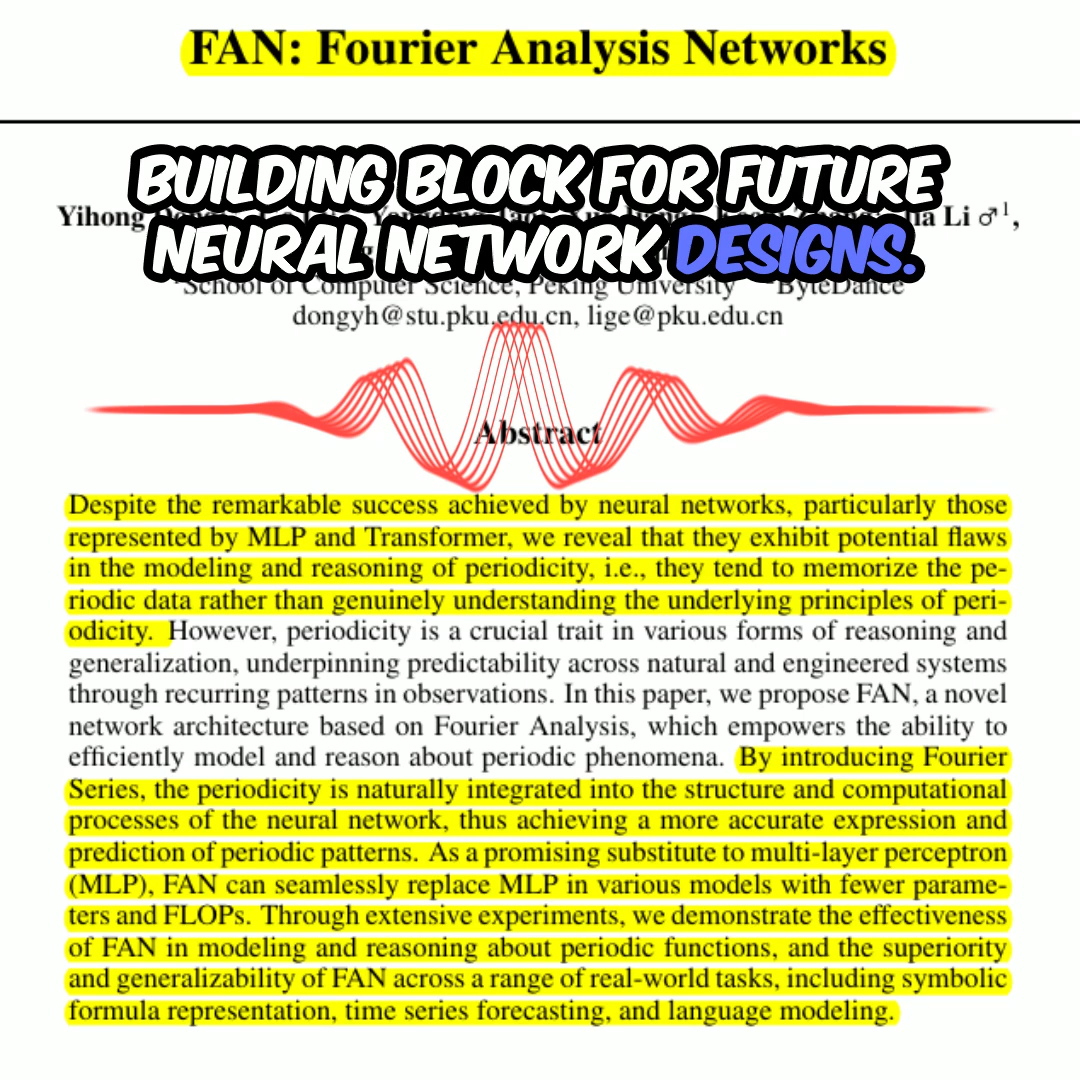 FAN: Fourier Analysis Networks
BUILDING BLOCK FOR FUTURE
NEURAL NETWORK DESIGNS.
Yihong Jia Li ♂1,
School of Computer Science, Peking University ByteDance
dongyh@stu.pku.edu.cn, lige@pku.edu.cn
Abstract
Despite the remarkable success achieved by neural networks, particularly those
represented by MLP and Transformer, we reveal that they exhibit potential flaws
in the modeling and reasoning of periodicity, i.e., they tend to memorize the pe-
riodic data rather than genuinely understanding the underlying principles of peri-
odicity. However, periodicity is a crucial trait in various forms of reasoning and
generalization, underpinning predictability across natural and engineered systems
through recurring patterns in observations. In this paper, we propose FAN, a novel
network architecture based on Fourier Analysis, which empowers the ability to
efficiently model and reason about periodic phenomena. By introducing Fourier
Series, the periodicity is naturally integrated into the structure and computational
processes of the neural network, thus achieving a more accurate expression and
prediction of periodic patterns. As a promising substitute to multi-layer perceptron
(MLP), FAN can seamlessly replace MLP in various models with fewer parame-
ters and FLOPs. Through extensive experiments, we demonstrate the effectiveness
of FAN in modeling and reasoning about periodic functions, and the superiority
and generalizability of FAN across a range of real-world tasks, including symbolic
formula representation, time series forecasting, and language modeling.